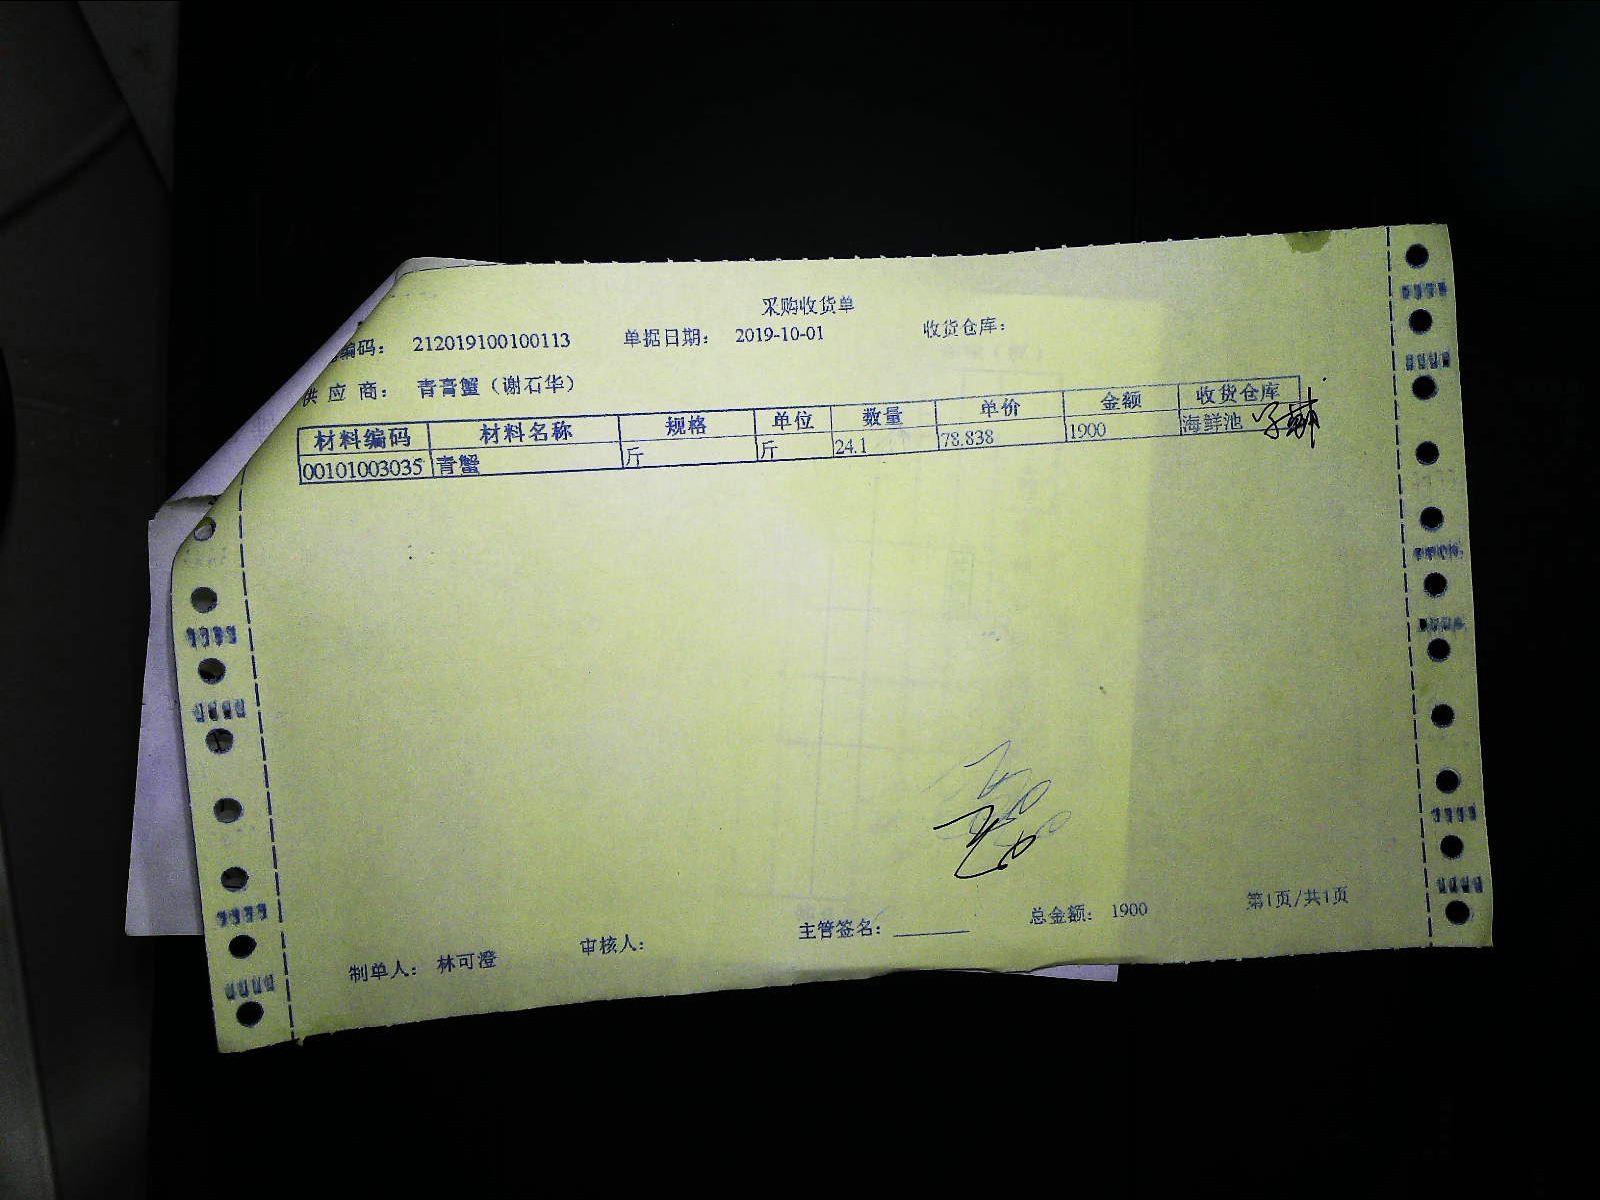 采购收货单
编码： 212019100100113 单据日期： 2019-10-01 收货仓库：
供 应 商： 青膏蟹（谢石华）
材料编码 材料名称 规格 单位 数量 单价 金额 收货仓库
00101003035 青蟹 斤 斤 24.1 78.838 1900 海鲜池
制单人： 林可澄 审核人： 主管签名： 总金额： 1900 第1页/共1页